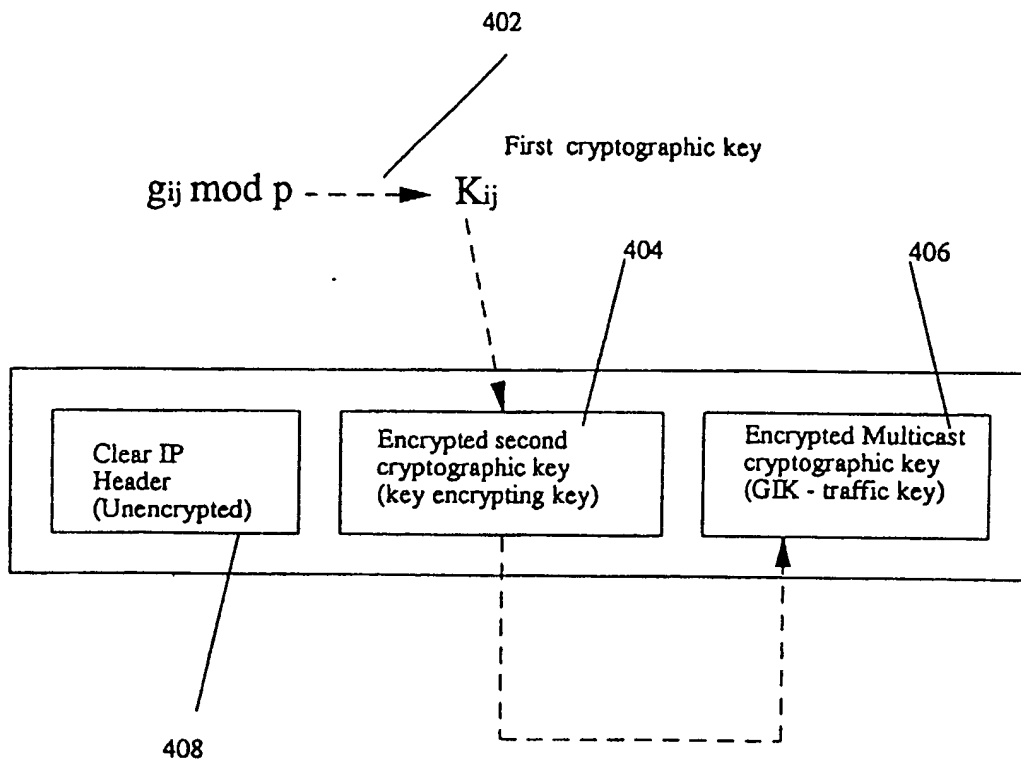 402
First cryptographic key
gij mod p
Kij
404
406
Clear IP
Header
(Unencrypted)
Encrypted second
cryptographic key
(key encrypting key)
Encrypted Multicast
cryptographic key
(GIK - traffic key)
408